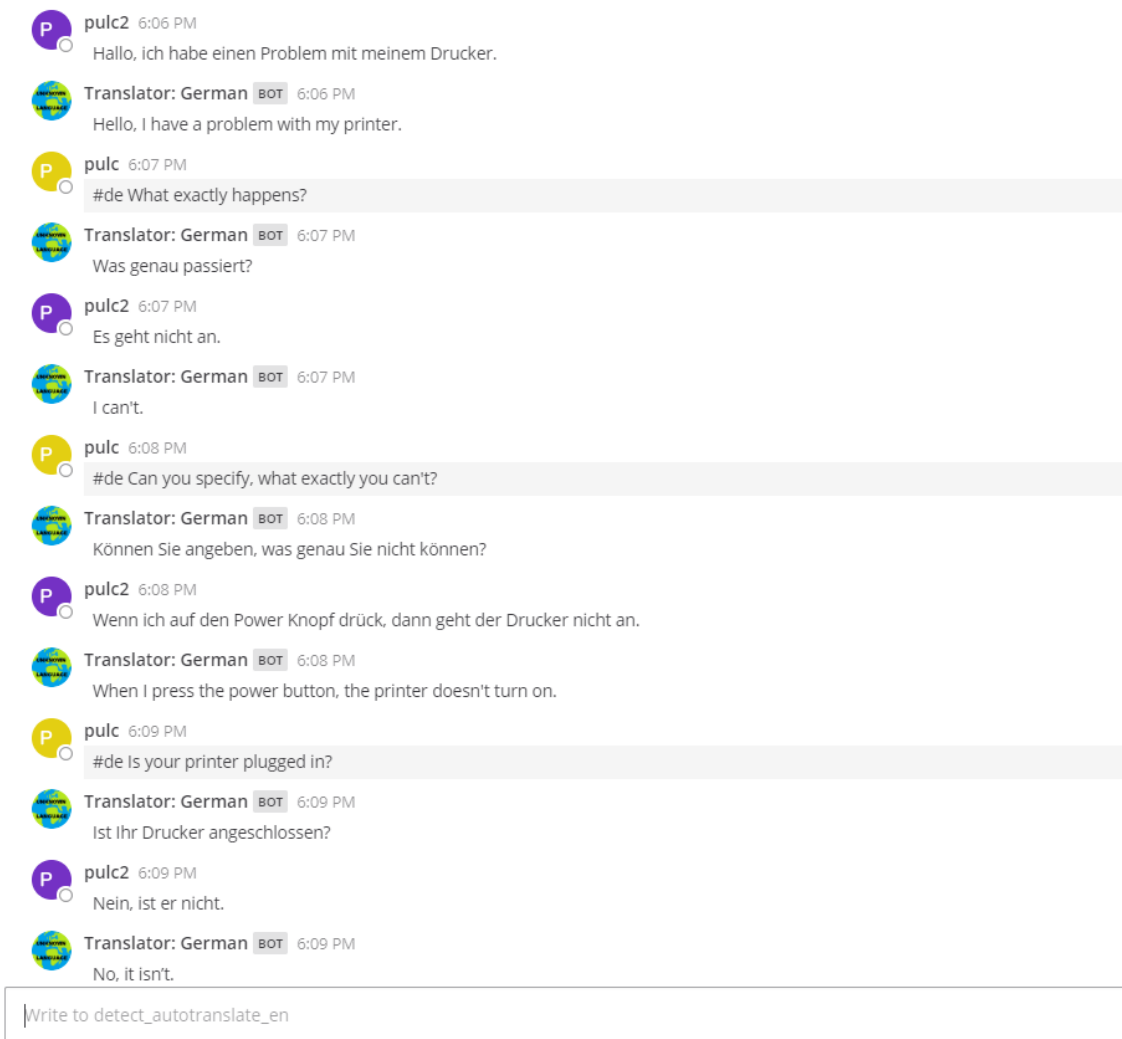 P pulc2 6:06 PM
Hallo, ich habe einen Problem mit meinem Drucker.
Translator: German BOT 6:06 PM
Hello, I have a problem with my printer.
P pulc 6:07 PM
#de What exactly happens?
Translator: German BOT 6:07 PM
Was genau passiert?
P pulc2 6:07 PM
Es geht nicht an.
Translator: German BOT 6:07 PM
I can't.
P pulc 6:08 PM
#de Can you specify, what exactly you can't?
Translator: German BOT 6:08 PM
Können Sie angeben, was genau Sie nicht können?
P pulc2 6:08 PM
Wenn ich auf den Power Knopf drück, dann geht der Drucker nicht an.
Translator: German BOT 6:08 PM
When I press the power button, the printer doesn't turn on.
P pulc 6:09 PM
#de Is your printer plugged in?
Translator: German BOT 6:09 PM
Ist Ihr Drucker angeschlossen?
P pulc2 6:09 PM
Nein, ist er nicht.
Translator: German BOT 6:09 PM
No, it isn't.
Write to detect_autotranslate_en